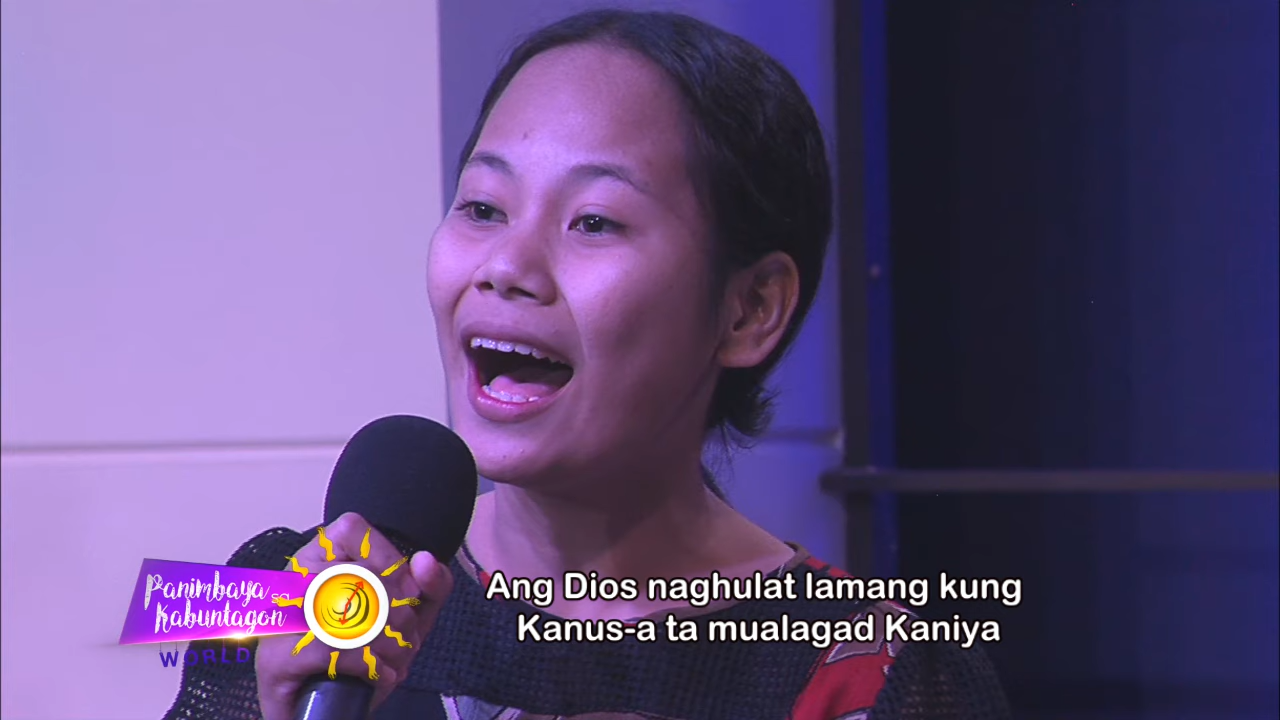 Panimbaya sa
Kabuntagon
WORLD
Ang Dios naghulat lamang kung
Kanus-a ta mualagad Kaniya